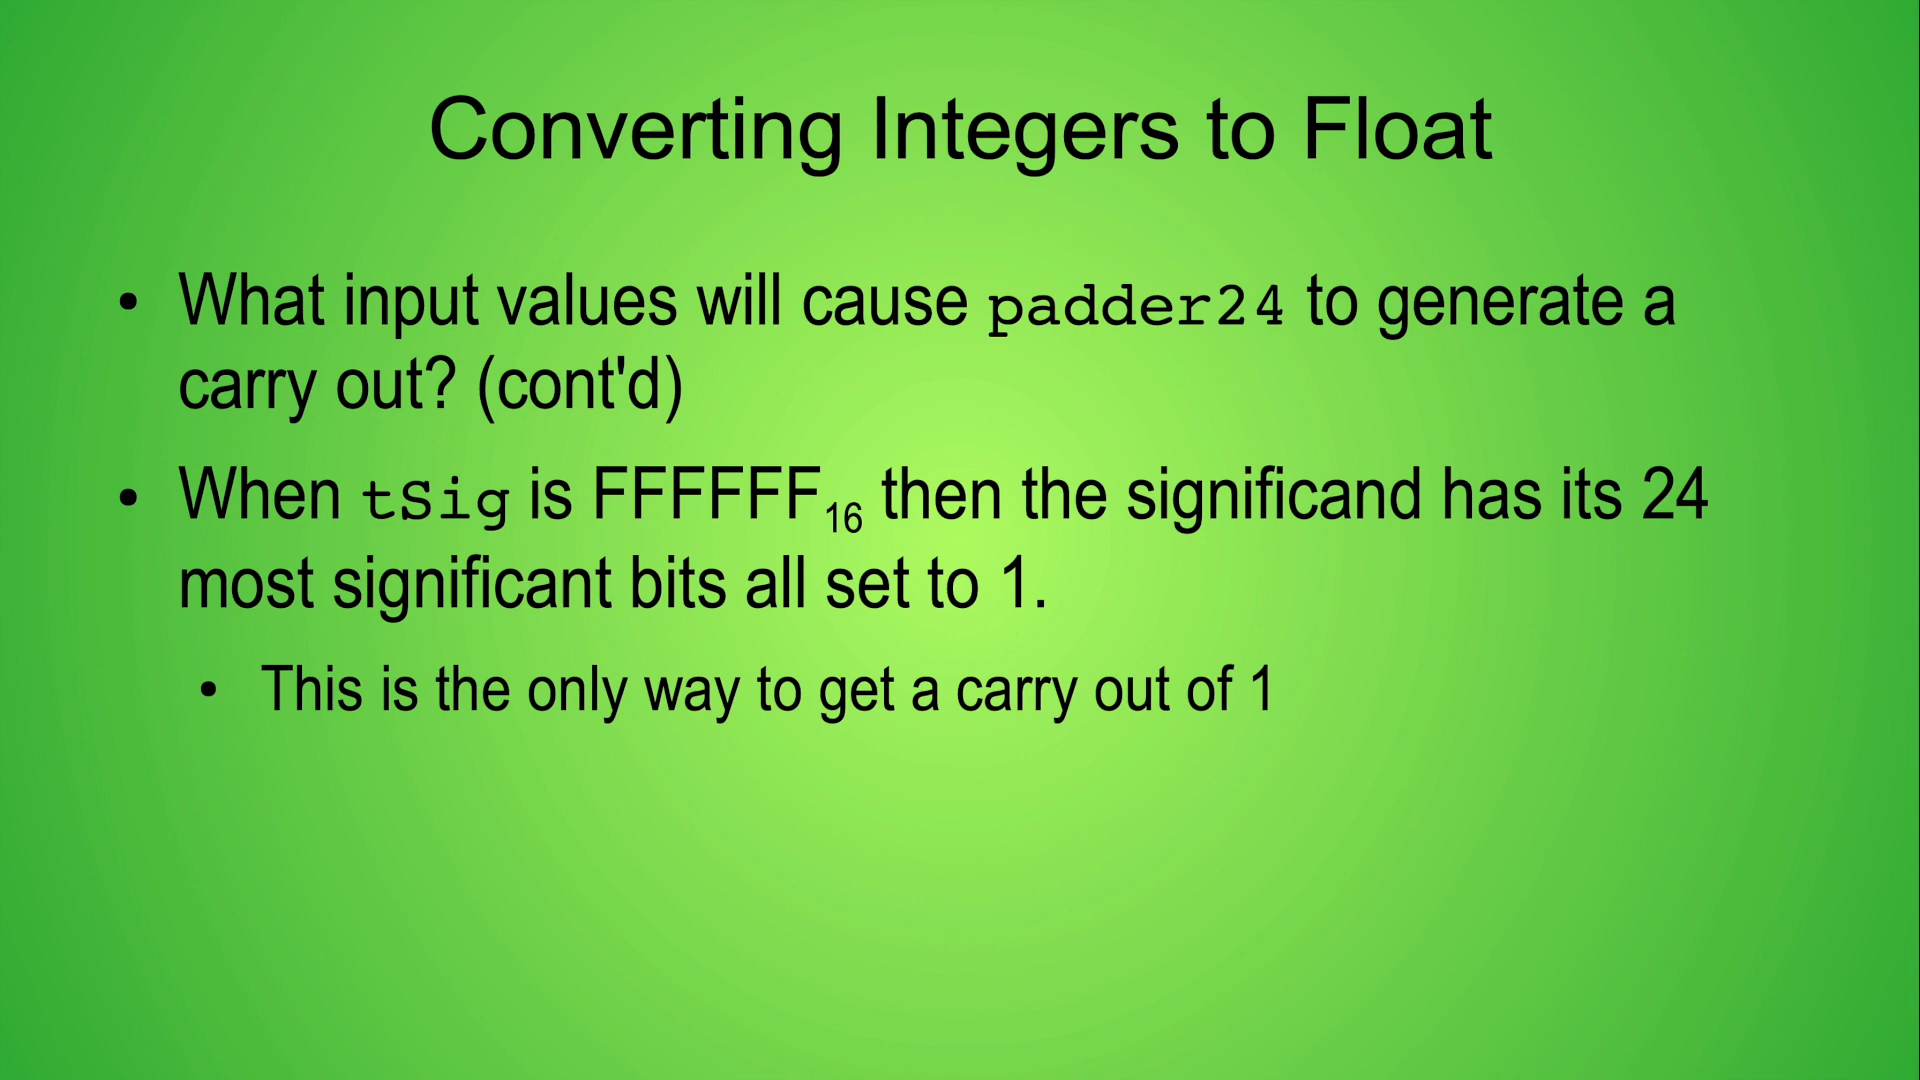 Converting Integers to Float
• What input values will cause padder24 to generate a
carry out? (cont'd)
• When tSig is FFFFFF₁₆ then the significand has its 24
most significant bits all set to 1.
• This is the only way to get a carry out of 1